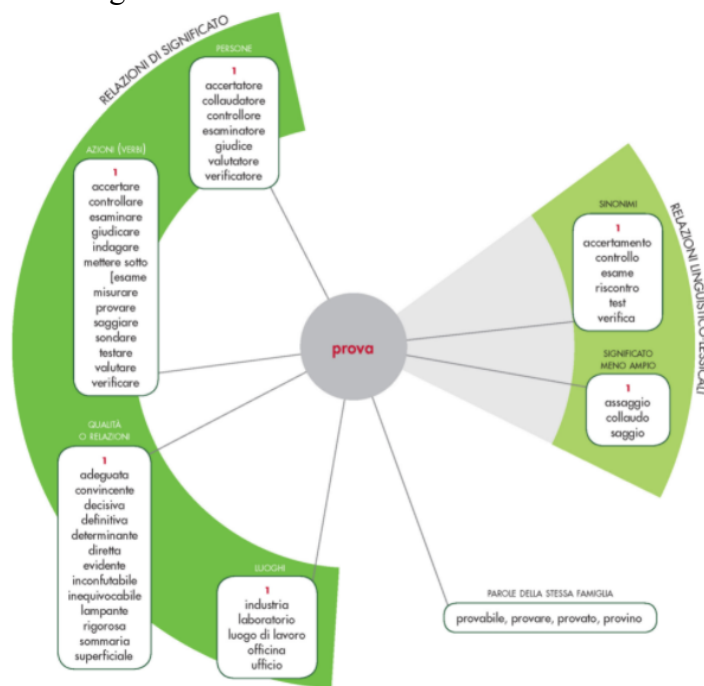 RELAZIONI DI SIGNIFICATO
PERSONE
1
accertatore
collaudatore
controllore
esaminatore
giudice
valutatore
verificatore
AZIONI (VERBI)
1
accertare
controllare
esaminare
giudicare
indagare
mettere sotto
[esame
misurare
provare
saggiare
sondare
testare
valutare
verificare
QUALITÀ
O RELAZIONI
1
adeguata
convincente
decisiva
definitiva
determinante
diretta
evidente
inconfutabile
inequivocabile
lampante
rigorosa
sommaria
superficiale
LUOGHI
1
industria
laboratorio
luogo di lavoro
officina
ufficio
prova
RELAZIONI LINGUISTICO-LESSICALI
SINONIMI
1
accertamento
controllo
esame
riscontro
test
verifica
SIGNIFICATO
MENO AMPIO
1
assaggio
collaudo
saggio
PAROLE DELLA STESSA FAMIGLIA
provabile, provare, provato, provino